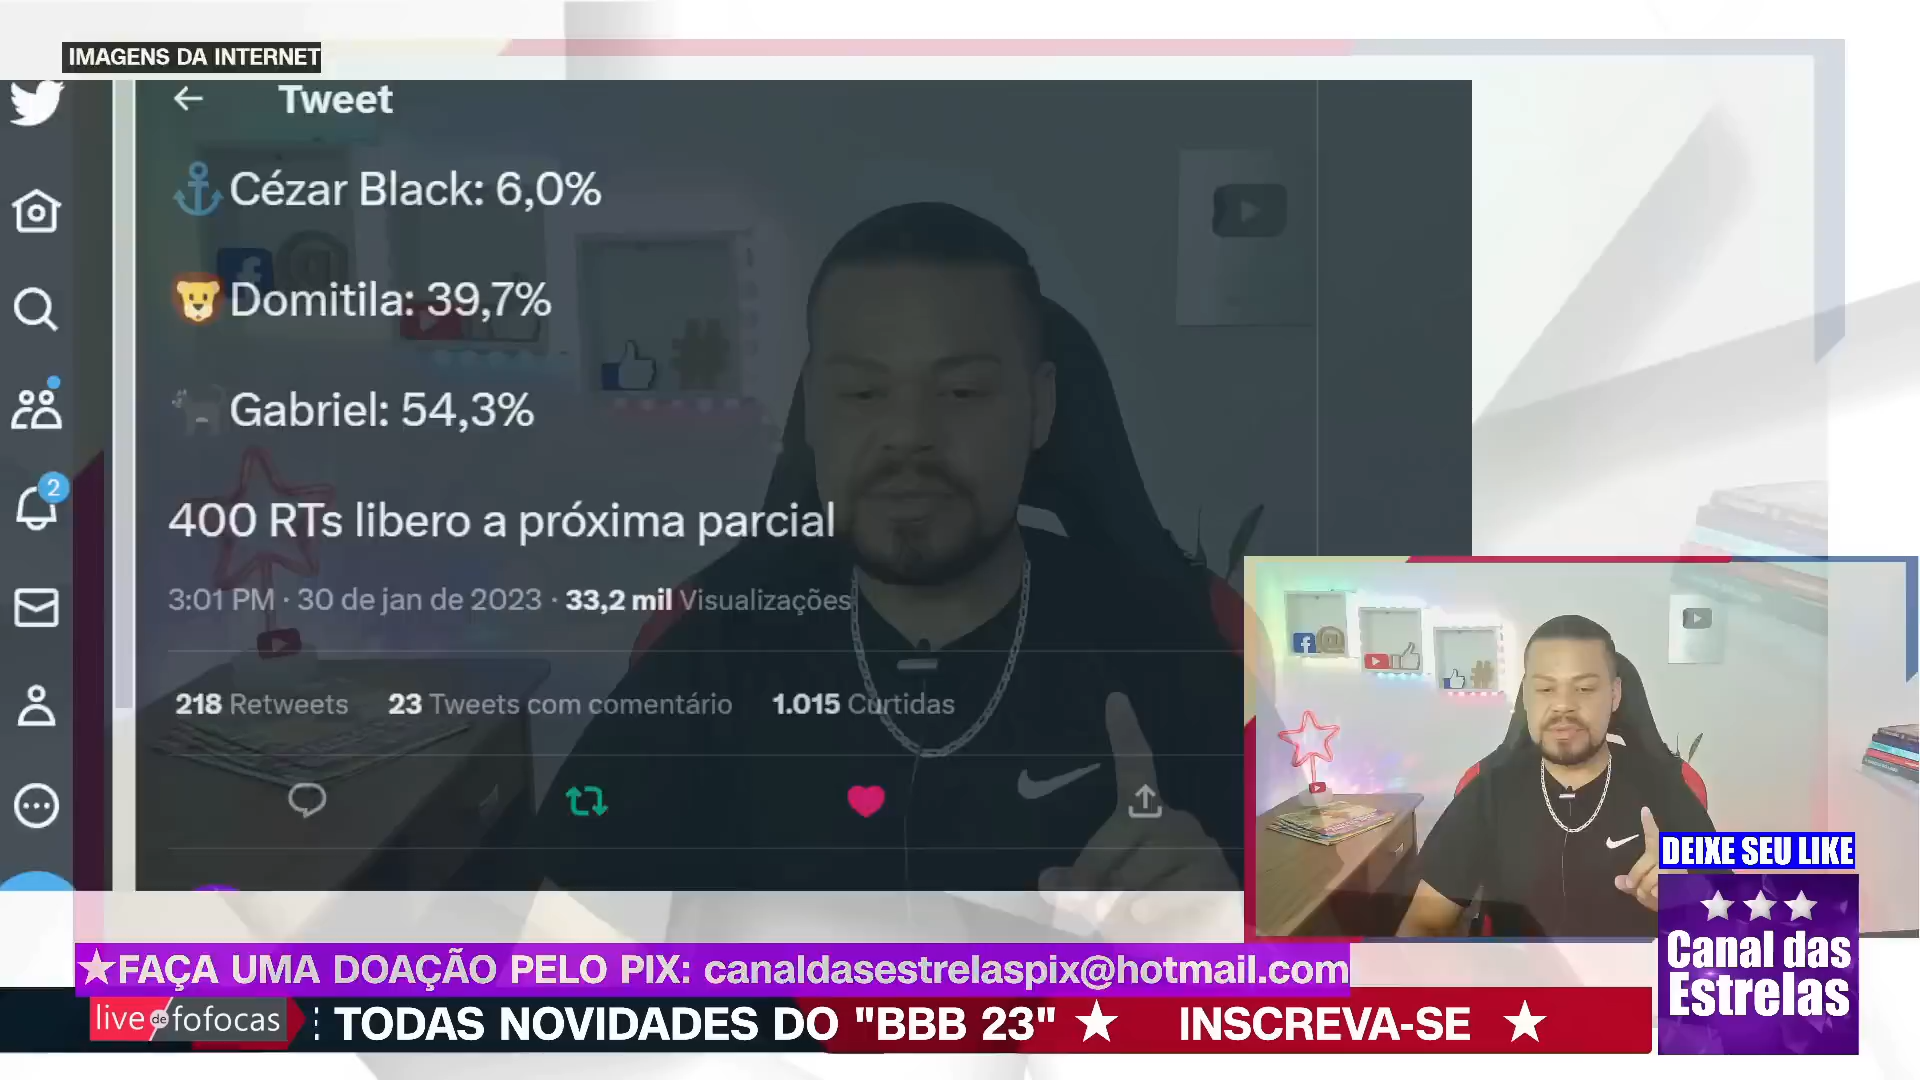 IMAGENS DA INTERNET
Tweet
Cézar Black: 6,0%
Domitila: 39,7%
Gabriel: 54,3%
400 RTs libero a próxima parcial
3:01 PM · 30 de jan de 2023 · 33,2 mil Visualizações
218 Retweets 23 Tweets com comentário 1.015 Curtidas
2
DEIXE SEU LIKE
Canal das
Estrelas
★FAÇA UMA DOAÇÃO PELO PIX: canaldasestrelaspix@hotmail.com
live de fofocas
TODAS NOVIDADES DO "BBB 23" ★ INSCREVA-SE ★